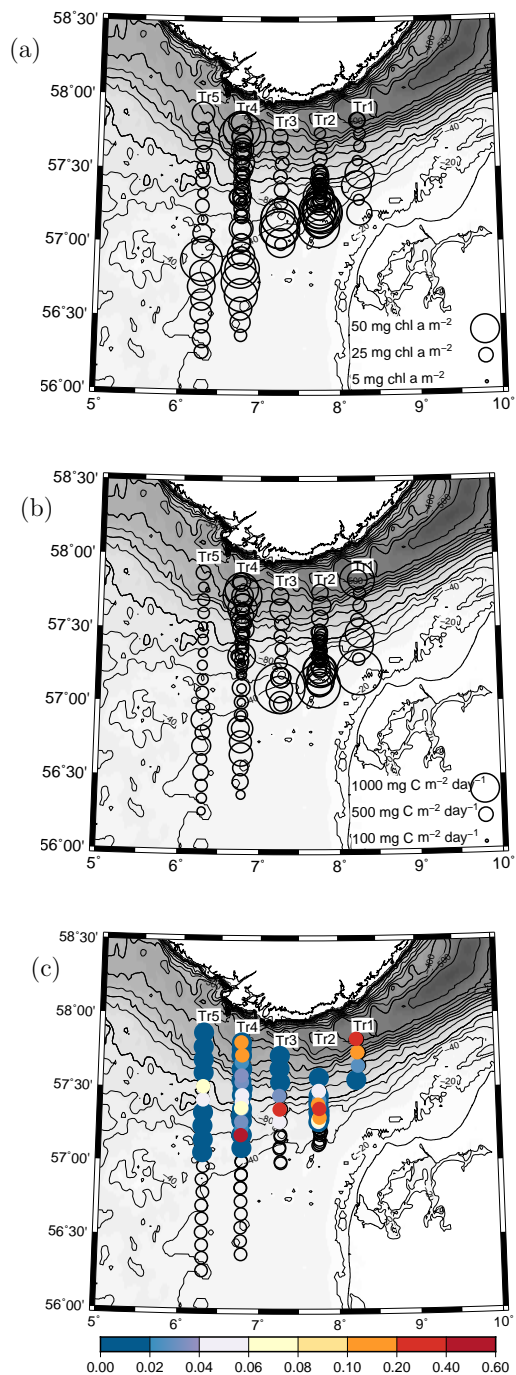 (a)
58˚30'
58˚00'
57˚30'
57˚00'
56˚30'
56˚00'
Tr5
Tr4
Tr3
Tr2
Tr1
50 mg chl a m−2
25 mg chl a m−2
5 mg chl a m−2
5˚ 6˚ 7˚ 8˚ 9˚ 10˚
(b)
58˚30'
58˚00'
57˚30'
57˚00'
56˚30'
56˚00'
Tr5
Tr4
Tr3
Tr2
Tr1
1000 mg C m−2 day−1
500 mg C m−2 day−1
100 mg C m−2 day−1
5˚ 6˚ 7˚ 8˚ 9˚ 10˚
(c)
58˚30'
58˚00'
57˚30'
57˚00'
56˚30'
56˚00'
Tr5
Tr4
Tr3
Tr2
Tr1
5˚ 6˚ 7˚ 8˚ 9˚ 10˚
0.00 0.02 0.04 0.06 0.08 0.10 0.20 0.40 0.60